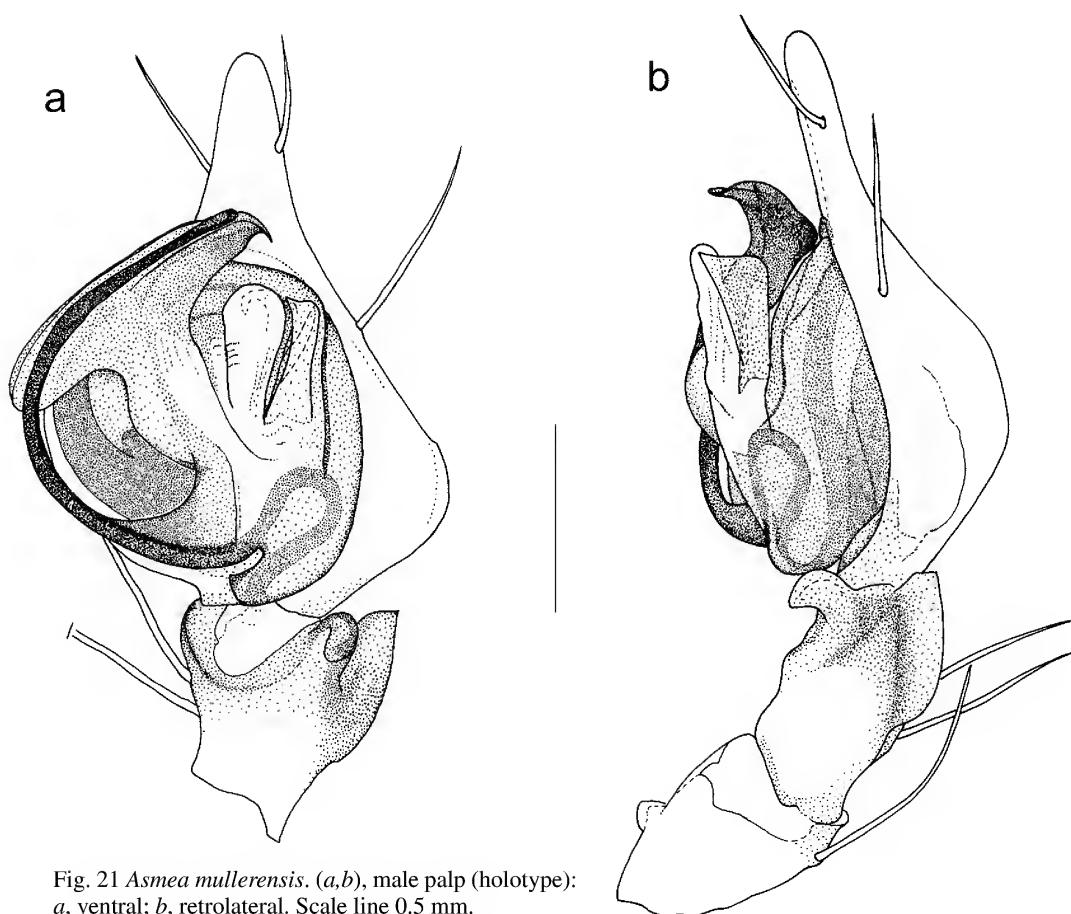 a
b
Fig. 21 Asmea mullerensis. (a,b), male palp (holotype):
a, ventral; b, retrolateral. Scale line 0.5 mm.